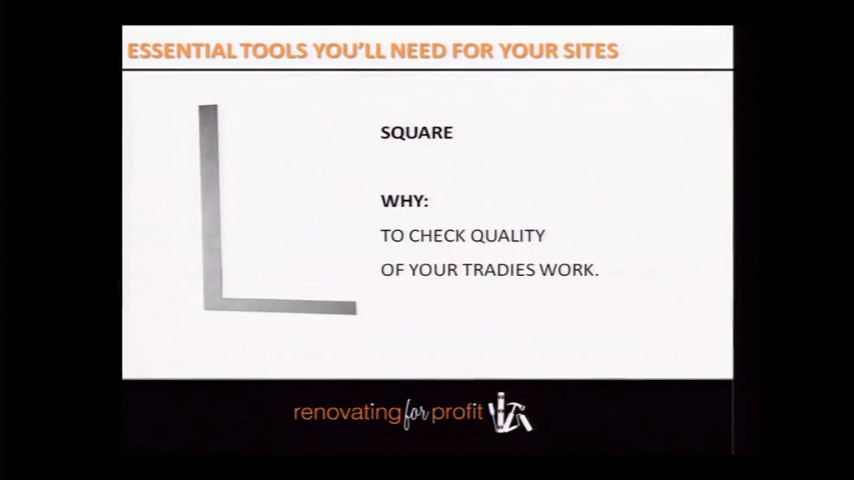 ESSENTIAL TOOLS YOU'LL NEED FOR YOUR SITES
SQUARE
WHY:
TO CHECK QUALITY
OF YOUR TRADIES WORK.
renovating for profit